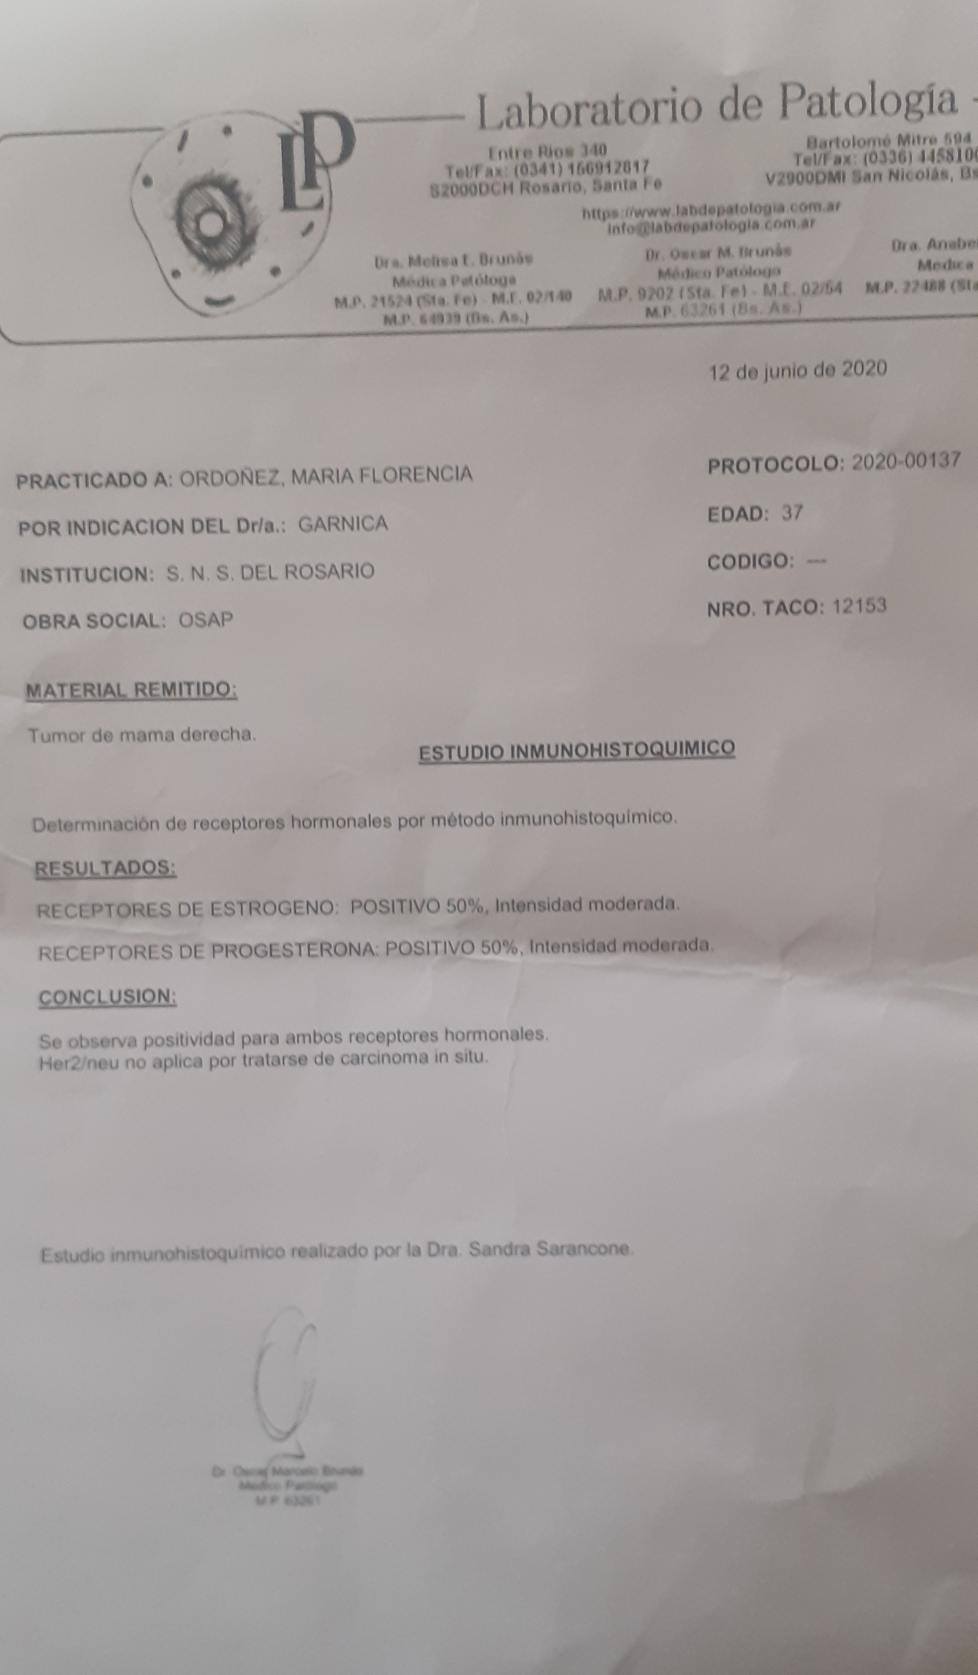 LP
Laboratorio de Patología -
Entre Rios 340
Tel/Fax: (0341) 156912817
S2000DCH Rosario, Santa Fe
Bartolomé Mitre 594
Tel/Fax: (0336) 445810
V2900DMI San Nicolás, Bs
https://www.labdepatologia.com.ar
info@labdepatologia.com.ar
Dra. Melisa E. Brunás
Médica Patóloga
M.P. 21524 (Sta. Fe) - M.E. 02/140
M.P. 64939 (Bs. As.)
Dr. Oscar M. Brunás
Médico Patólogo
M.P. 9202 (Sta. Fe) - M.E. 02/54
M.P. 63261 (Bs. As.)
Dra. Anabe
Medica
M.P. 22488 (Sta
12 de junio de 2020
PRACTICADO A: ORDOÑEZ, MARIA FLORENCIA
PROTOCOLO: 2020-00137
POR INDICACION DEL Dr/a.: GARNICA
EDAD: 37
INSTITUCION: S. N. S. DEL ROSARIO
CODIGO: ---
OBRA SOCIAL: OSAP
NRO. TACO: 12153
MATERIAL REMITIDO:
Tumor de mama derecha.
ESTUDIO INMUNOHISTOQUIMICO
Determinación de receptores hormonales por método inmunohistoquímico.
RESULTADOS:
RECEPTORES DE ESTROGENO: POSITIVO 50%, Intensidad moderada.
RECEPTORES DE PROGESTERONA: POSITIVO 50%, Intensidad moderada.
CONCLUSION:
Se observa positividad para ambos receptores hormonales.
Her2/neu no aplica por tratarse de carcinoma in situ.
Estudio inmunohistoquímico realizado por la Dra. Sandra Sarancone.
Dr. Oscar Marcelo Brunás
Medico Patólogo
M.P. 63261